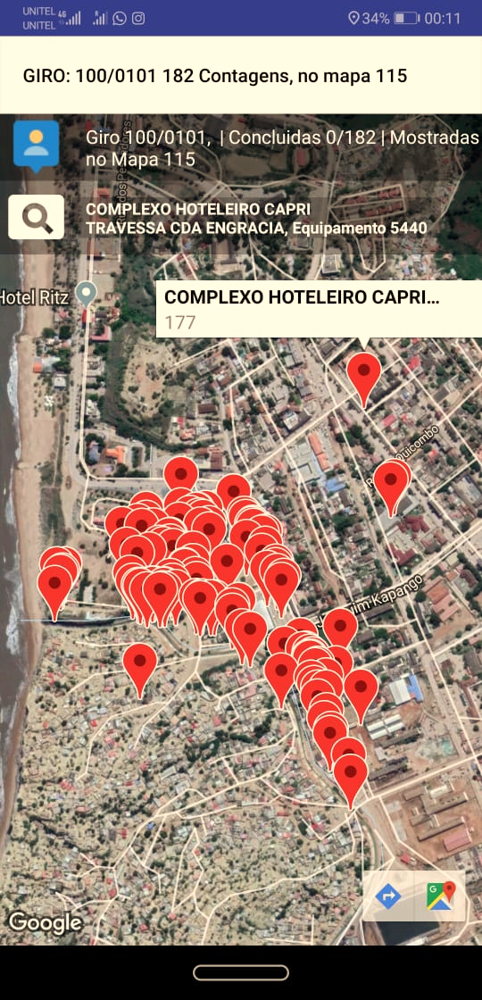 UNITEL 4G
UNITEL
34% 00:11
GIRO: 100/0101 182 Contagens, no mapa 115
Giro 100/0101, | Concluidas 0/182 | Mostradas
no Mapa 115
COMPLEXO HOTELEIRO CAPRI
TRAVESSA CDA ENGRACIA, Equipamento 5440
Hotel Ritz
COMPLEXO HOTELEIRO CAPRI...
177
Quicombo
Kapango
Google